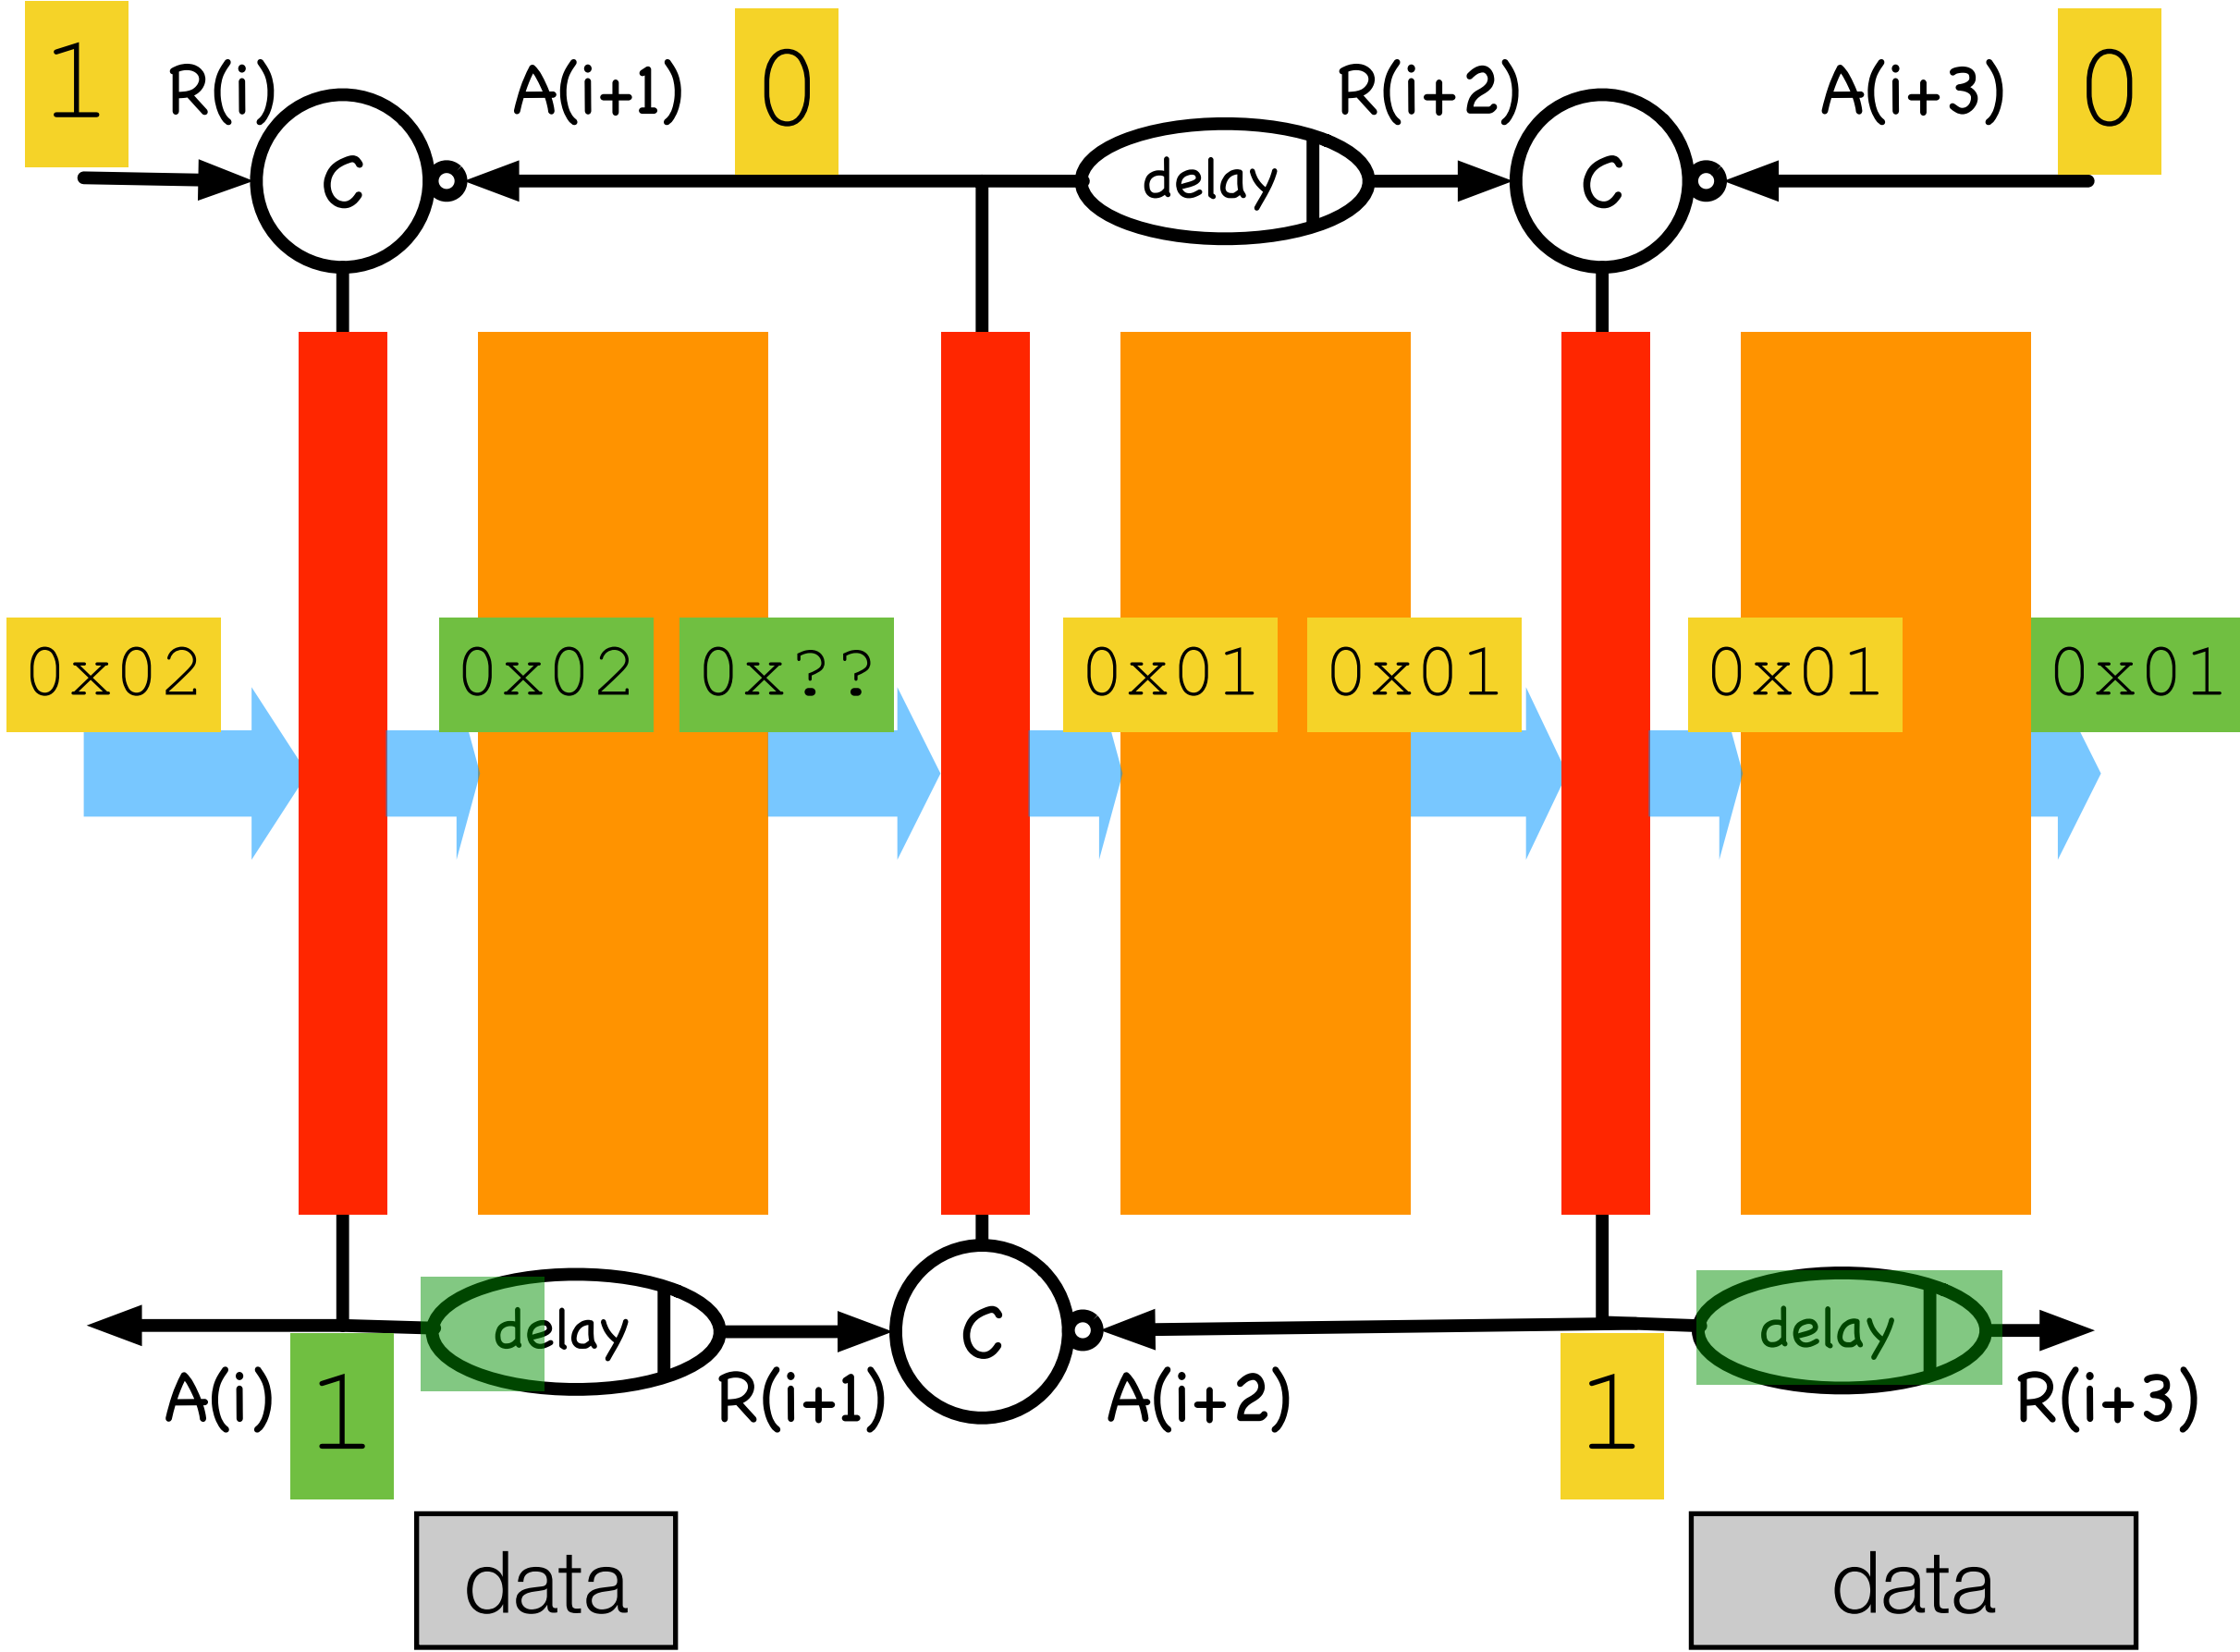 1 R(i) A(i+1) 0 R(i+2) A(i+3) 0
C delay C
0x02 0x02 0x?? 0x01 0x01 0x01 0x01
delay C delay
A(i) 1 R(i+1) A(i+2) 1 R(i+3)
data data